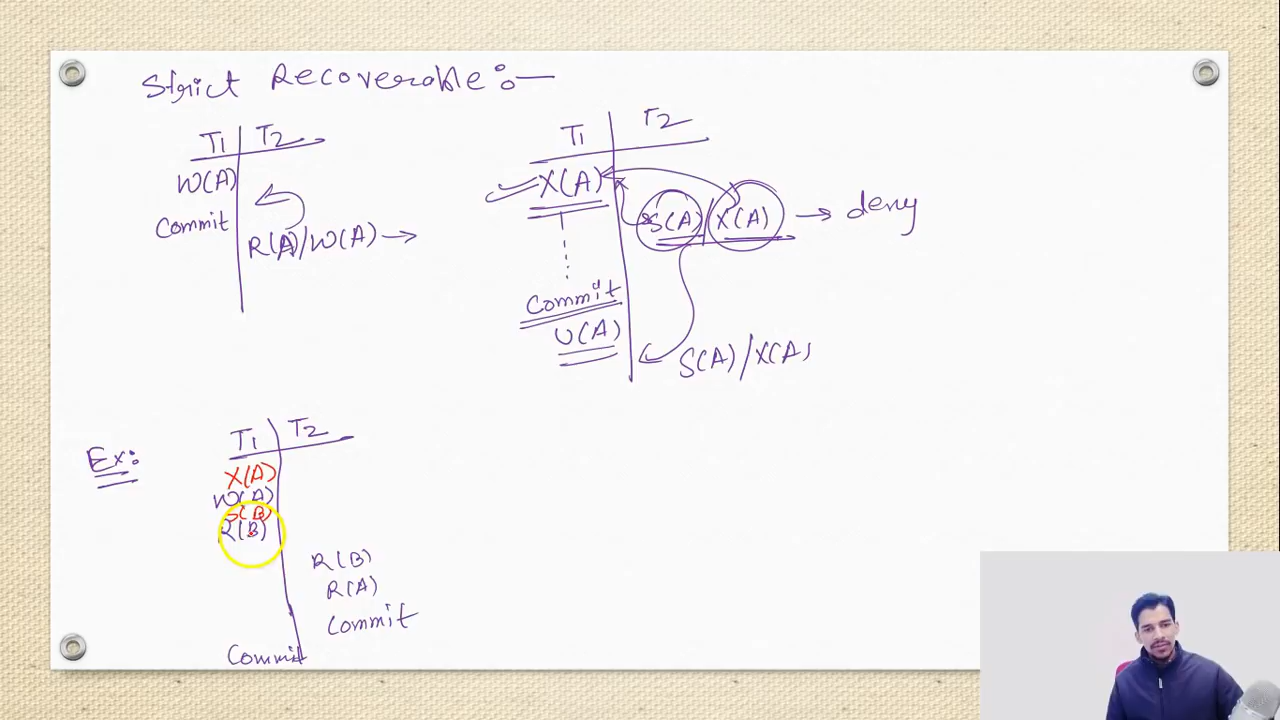 Strict Recoverable:-
T1 T2
W(A)
Commit
R(A)/W(A) →
T1 T2
X(A)
S(A)/X(A) → deny
Commit
U(A)
S(A)/X(A)
Ex:
T1 T2
X(A)
W(A)
S(B)
R(B)
R(B)
R(A)
Commit
Commit